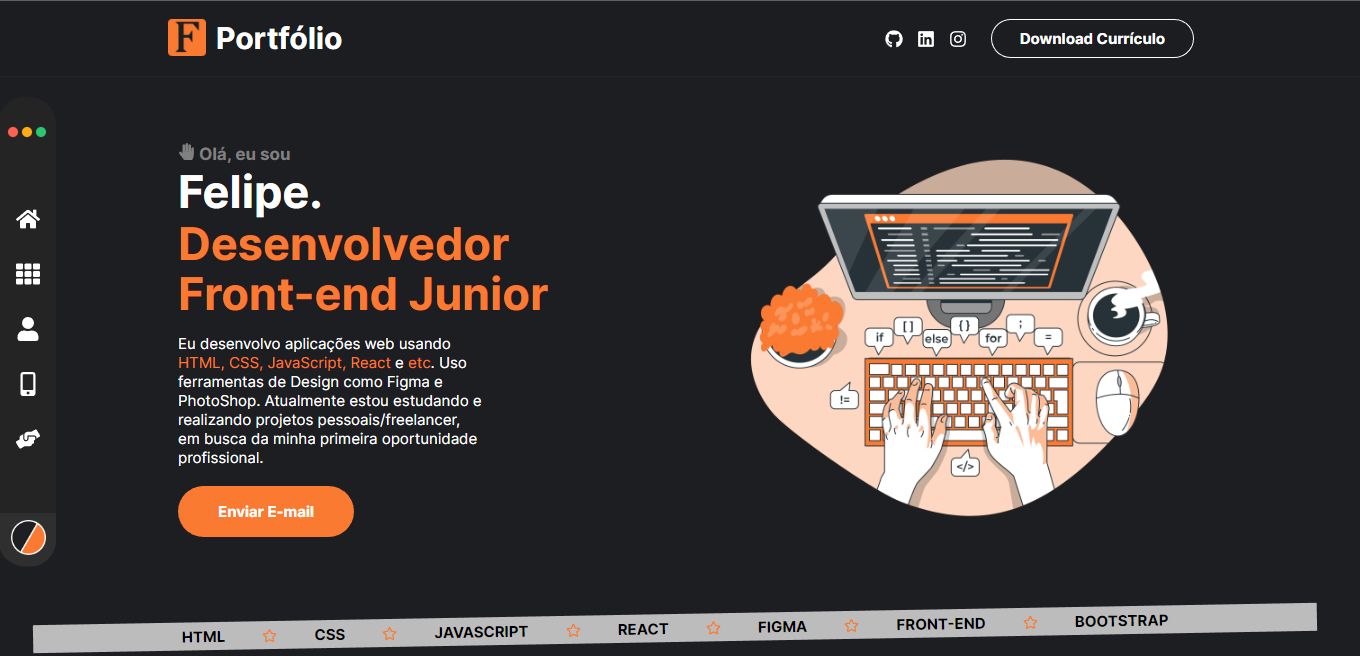 F Portfólio
Download Currículo
Olá, eu sou
Felipe.
Desenvolvedor
Front-end Junior
Eu desenvolvo aplicações web usando
HTML, CSS, JavaScript, React e etc. Uso
ferramentas de Design como Figma e
PhotoShop. Atualmente estou estudando e
realizando projetos pessoais/freelancer,
em busca da minha primeira oportunidade
profissional.
Enviar E-mail
if [] else {} for ; =
!=
</>
HTML CSS JAVASCRIPT REACT FIGMA FRONT-END BOOTSTRAP